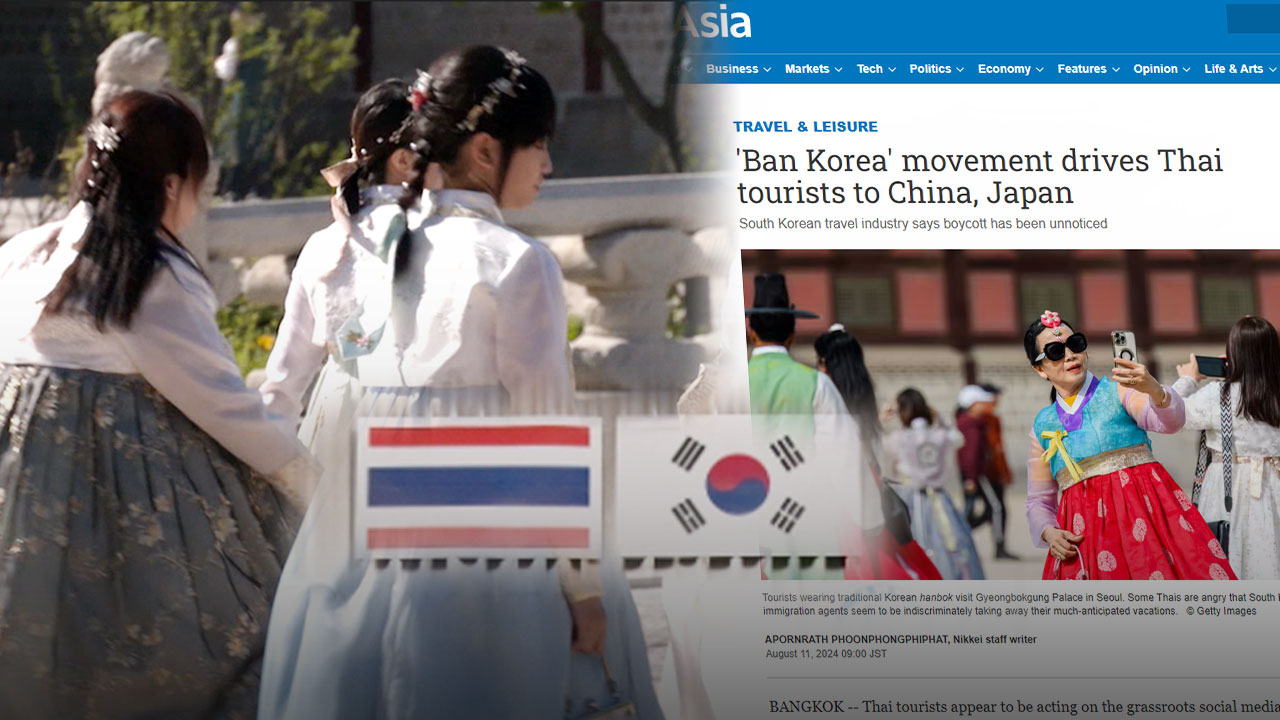 Asia
Business Markets Tech Politics Economy Features Opinion Life & Arts
TRAVEL & LEISURE
'Ban Korea' movement drives Thai
tourists to China, Japan
South Korean travel industry says boycott has been unnoticed
Tourists wearing traditional Korean hanbok visit Gyeongbokgung Palace in Seoul. Some Thais are angry that South
immigration agents seem to be indiscriminately taking away their much-anticipated vacations. © Getty Images
APORNRATH PHOONPHONGPHIPHAT, Nikkei staff writer
August 11, 2024 09:00 JST
BANGKOK -- Thai tourists appear to be acting on the grassroots social media